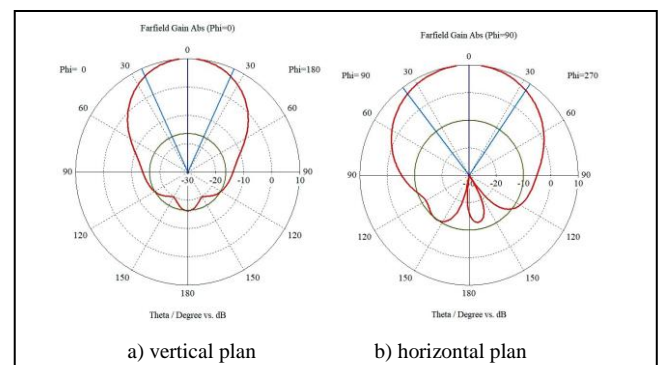 Farfield Gain Abs (Phi=0)
0
Phi= 0 30 30 Phi=180
60 60
90 -30 -20 -10 0 10 90
120 120
150 150
180
Theta / Degree vs. dB
a) vertical plan
Farfield Gain Abs (Phi=90)
0
Phi= 90 30 30 Phi=270
60 60
90 -30 -20 -10 0 10 90
120 120
150 150
180
Theta / Degree vs. dB
b) horizontal plan